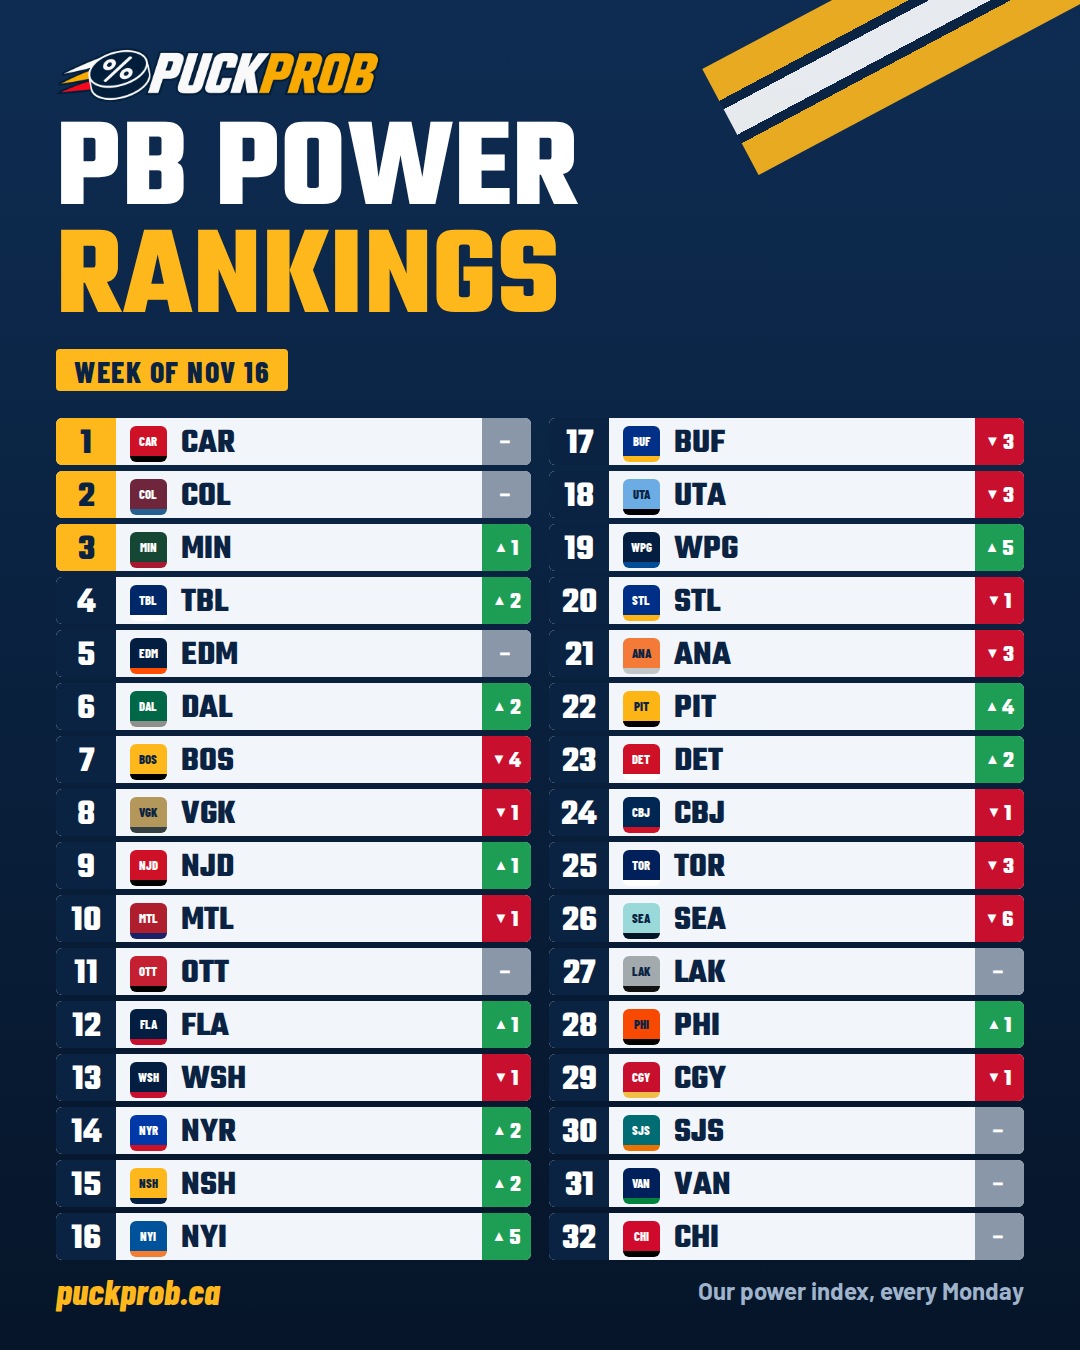 % PUCKPROB
PB POWER
RANKINGS
WEEK OF NOV 16
1 CAR CAR –
2 COL COL –
3 MIN MIN ▲ 1
4 TBL TBL ▲ 2
5 EDM EDM –
6 DAL DAL ▲ 2
7 BOS BOS ▼ 4
8 VGK VGK ▼ 1
9 NJD NJD ▲ 1
10 MTL MTL ▼ 1
11 OTT OTT –
12 FLA FLA ▲ 1
13 WSH WSH ▼ 1
14 NYR NYR ▲ 2
15 NSH NSH ▲ 2
16 NYI NYI ▲ 5
17 BUF BUF ▼ 3
18 UTA UTA ▼ 3
19 WPG WPG ▲ 5
20 STL STL ▼ 1
21 ANA ANA ▼ 3
22 PIT PIT ▲ 4
23 DET DET ▲ 2
24 CBJ CBJ ▼ 1
25 TOR TOR ▼ 3
26 SEA SEA ▼ 6
27 LAK LAK –
28 PHI PHI ▲ 1
29 CGY CGY ▼ 1
30 SJS SJS –
31 VAN VAN –
32 CHI CHI –
puckprob.ca
Our power index, every Monday